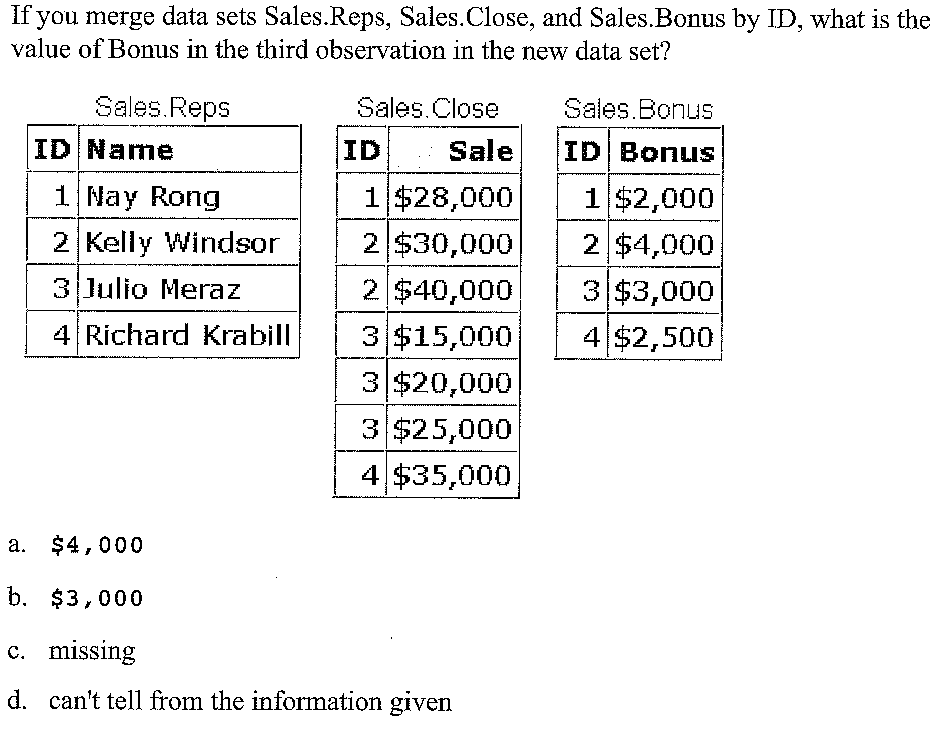 If you merge data sets Sales.Reps, Sales.Close, and Sales.Bonus by ID, what is the
value of Bonus in the third observation in the new data set?
Sales.Reps
ID Name
1 Nay Rong
2 Kelly Windsor
3 Julio Meraz
4 Richard Krabill
Sales.Close
ID Sale
1 $28,000
2 $30,000
2 $40,000
3 $15,000
3 $20,000
3 $25,000
4 $35,000
Sales.Bonus
ID Bonus
1 $2,000
2 $4,000
3 $3,000
4 $2,500
a. $4,000
b. $3,000
c. missing
d. can't tell from the information given